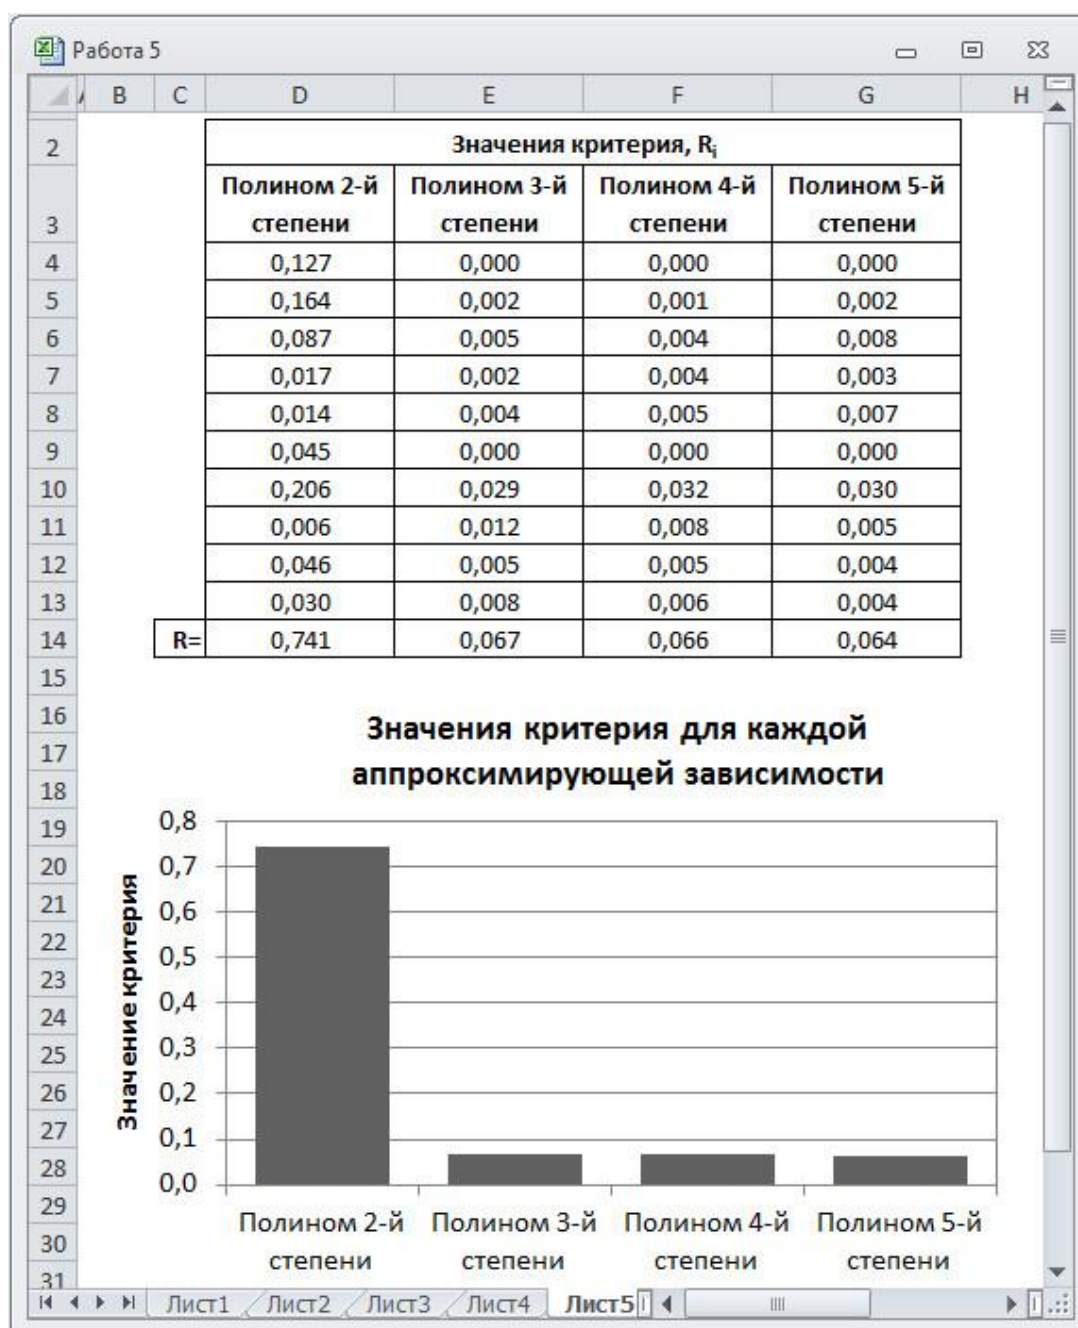 Работа 5
B C D E F G H
2 Значения критерия, Ri
Полином 2-й Полином 3-й Полином 4-й Полином 5-й
3 степени степени степени степени
4 0,127 0,000 0,000 0,000
5 0,164 0,002 0,001 0,002
6 0,087 0,005 0,004 0,008
7 0,017 0,002 0,004 0,003
8 0,014 0,004 0,005 0,007
9 0,045 0,000 0,000 0,000
10 0,206 0,029 0,032 0,030
11 0,006 0,012 0,008 0,005
12 0,046 0,005 0,005 0,004
13 0,030 0,008 0,006 0,004
14 R= 0,741 0,067 0,066 0,064
15
16
17
18
19
20
21
22
23
24
25
26
27
28
29
30
31
Значения критерия для каждой
аппроксимирующей зависимости
Значение критерия
0,8
0,7
0,6
0,5
0,4
0,3
0,2
0,1
0,0
Полином 2-й Полином 3-й Полином 4-й Полином 5-й
степени степени степени степени
Лист1 Лист2 Лист3 Лист4 Лист5